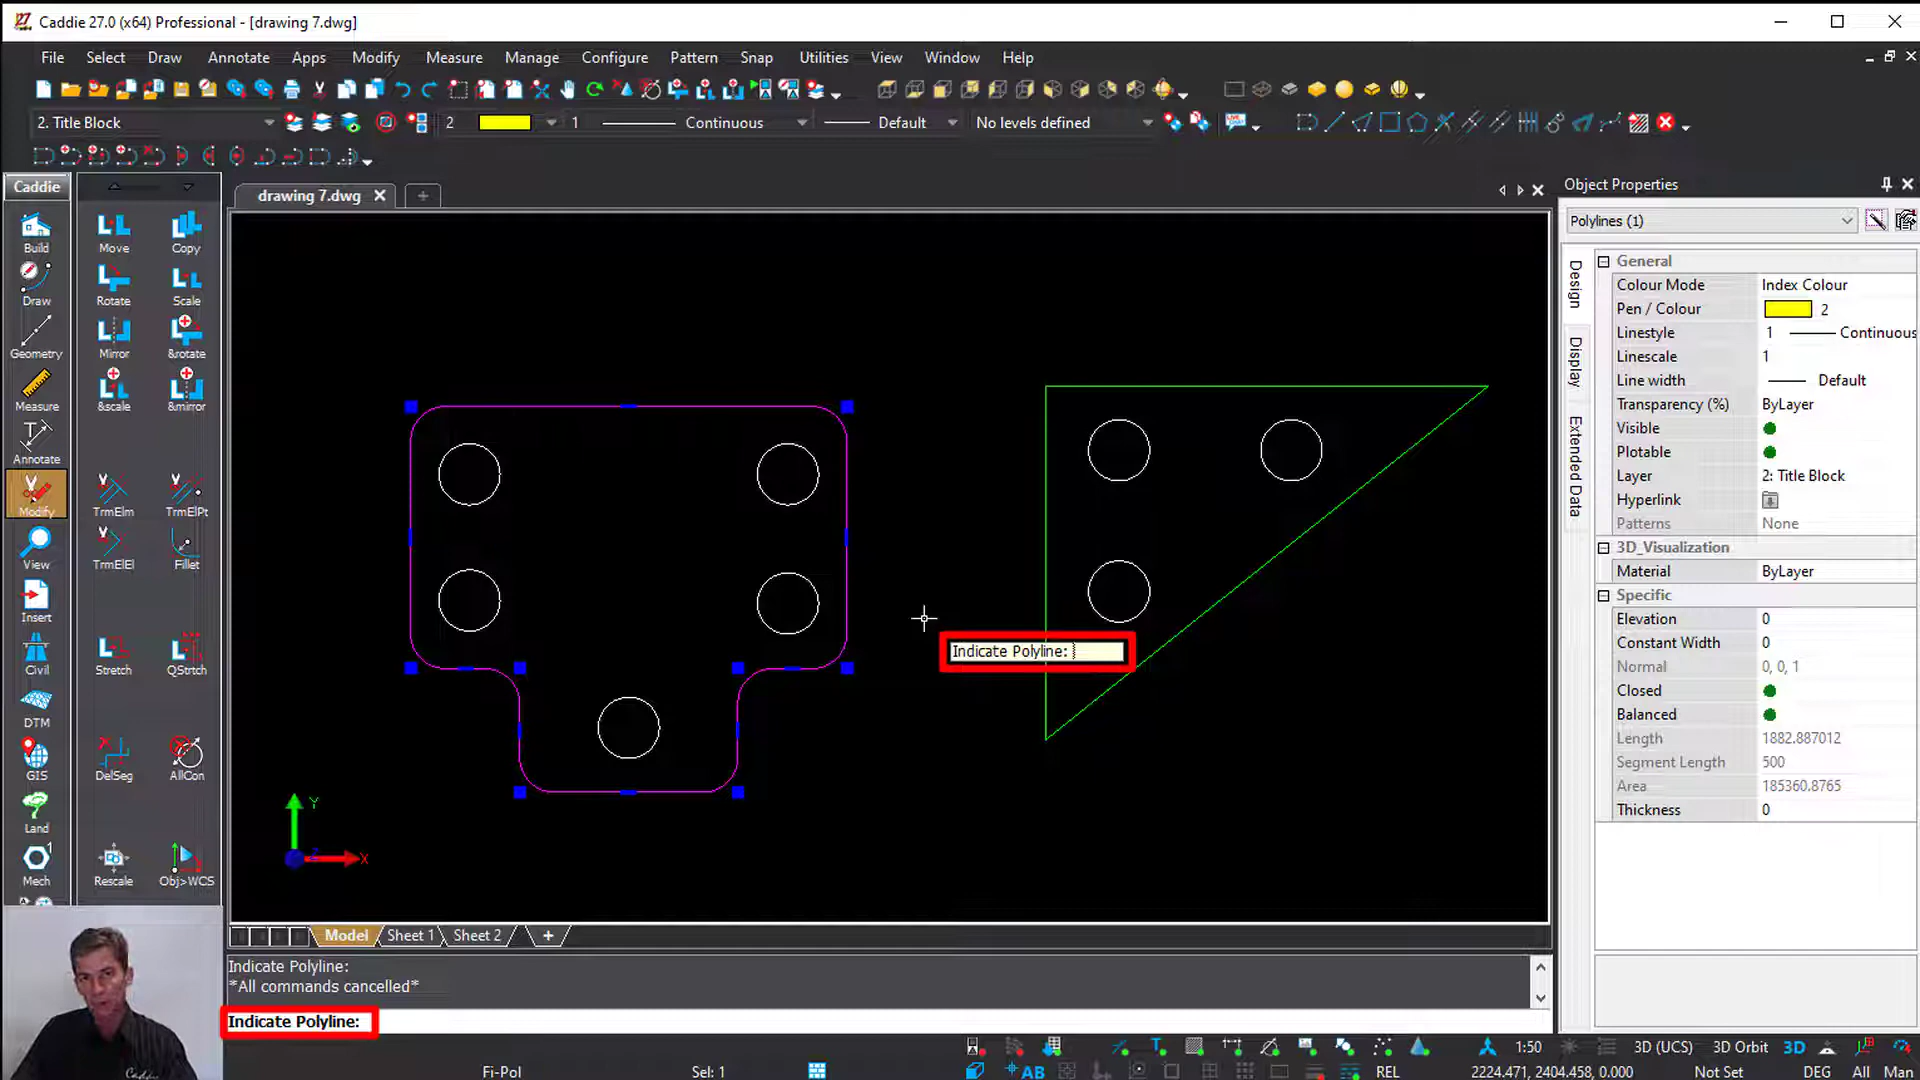 Caddie 27.0 (x64) Professional - [drawing 7.dwg]
File Select Draw Annotate Apps Modify Measure Manage Configure Pattern Snap Utilities View Window Help
2. Title Block 2 1 Continuous Default No levels defined
Caddie
drawing 7.dwg
Object Properties
Polylines (1)
Build Move Copy
Draw Rotate Scale
Geometry Mirror &rotate
Measure &scale &mirror
Annotate
Modify TrmElm TrmElPt
View TrmElEl Fillet
Insert
Civil Stretch QStrtch
DTM
GIS DelSeg AllCon
Land
Mech Rescale Obj>WCS
Design
Display
Extended Data
General
Colour Mode Index Colour
Pen / Colour 2
Linestyle 1 Continuous
Linescale 1
Line width Default
Transparency (%) ByLayer
Visible
Plotable
Layer 2: Title Block
Hyperlink
Patterns None
3D_Visualization
Material ByLayer
Specific
Elevation 0
Constant Width 0
Normal 0, 0, 1
Closed
Balanced
Length 1882.887012
Segment Length 500
Area 185360.8765
Thickness 0
Indicate Polyline:
Y
Z X
Model Sheet 1 Sheet 2
Indicate Polyline:
*All commands cancelled*
Indicate Polyline:
1:50 3D (UCS) 3D Orbit 3D
Fi-Pol Sel: 1 AB REL 2224.471, 2404.458, 0.000 Not Set DEG All Man